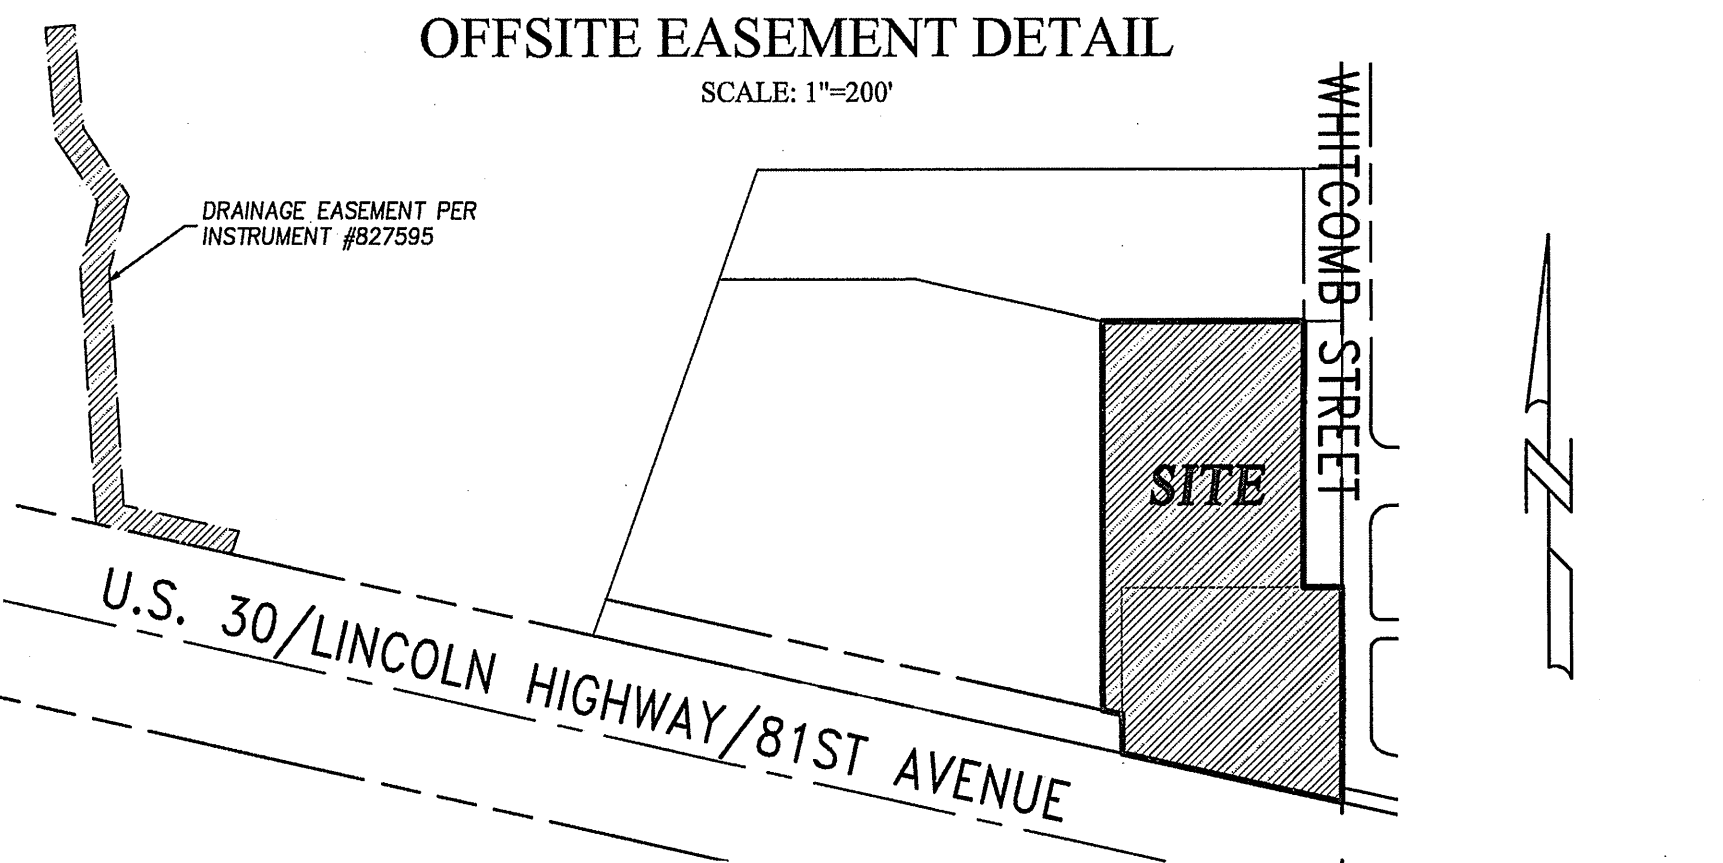 OFFSITE EASEMENT DETAIL
SCALE: 1"=200'
WHITCOMB STREET
DRAINAGE EASEMENT PER
INSTRUMENT #827595
SITE
N
U.S. 30/LINCOLN HIGHWAY/81ST AVENUE